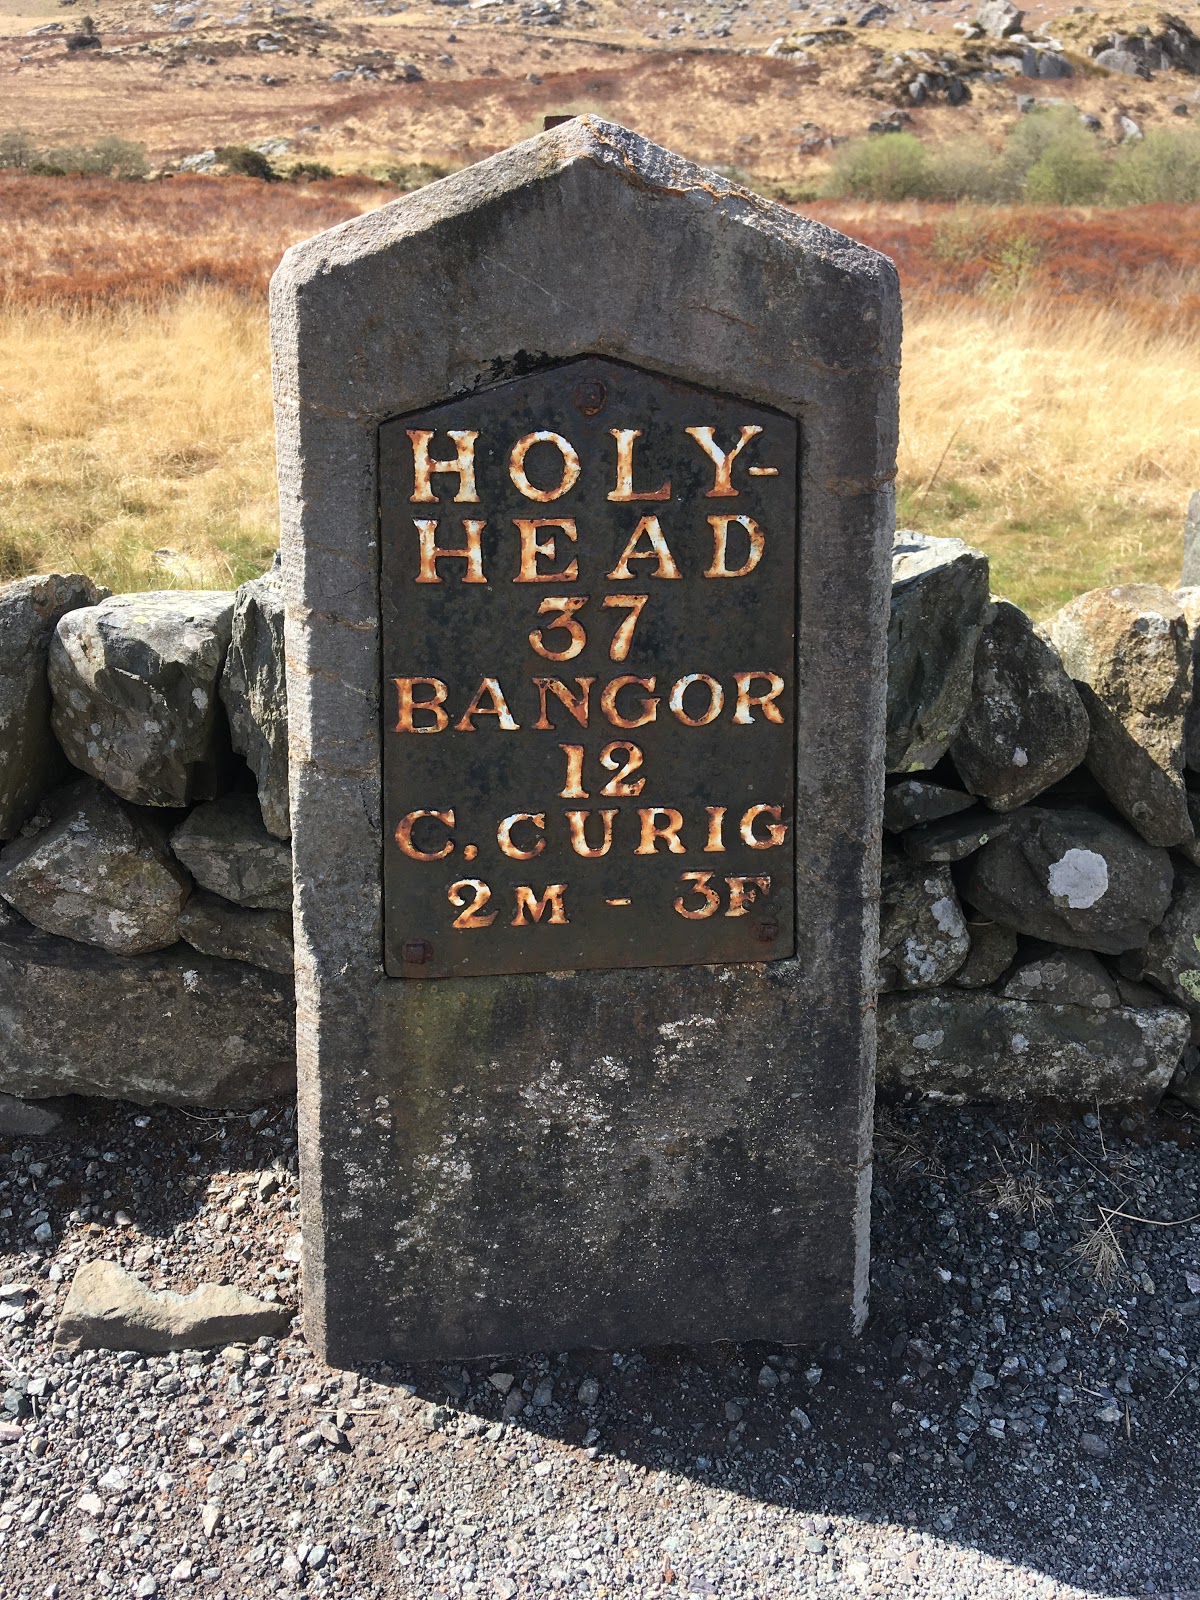 HOLY-
HEAD
37
BANGOR
12
C. CURIG
2M - 3F